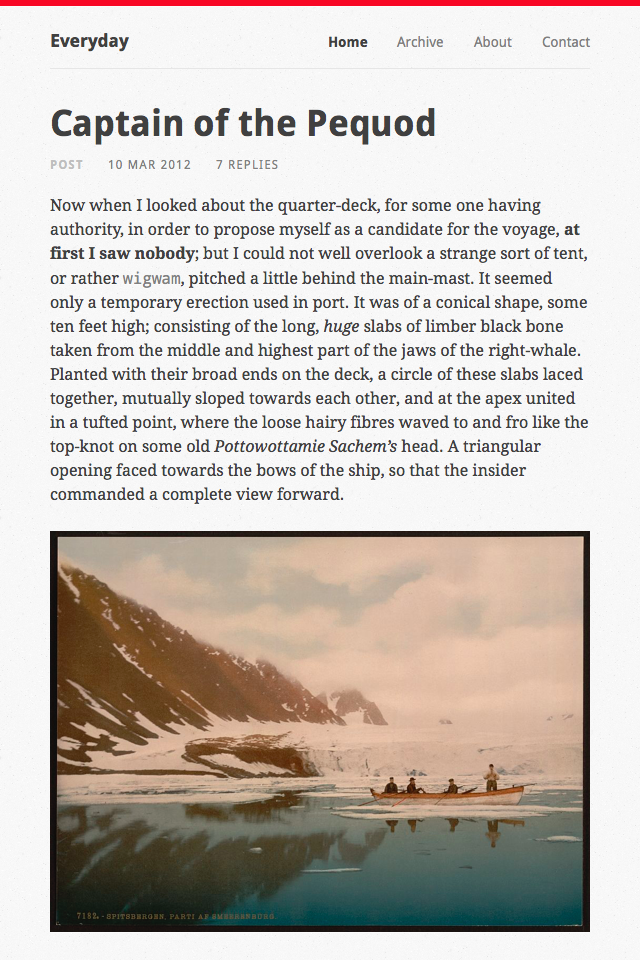 Everyday
Home Archive About Contact
Captain of the Pequod
POST 10 MAR 2012 7 REPLIES
Now when I looked about the quarter-deck, for some one having
authority, in order to propose myself as a candidate for the voyage, at
first I saw nobody; but I could not well overlook a strange sort of tent,
or rather wigwam, pitched a little behind the main-mast. It seemed
only a temporary erection used in port. It was of a conical shape, some
ten feet high; consisting of the long, huge slabs of limber black bone
taken from the middle and highest part of the jaws of the right-whale.
Planted with their broad ends on the deck, a circle of these slabs laced
together, mutually sloped towards each other, and at the apex united
in a tufted point, where the loose hairy fibres waved to and fro like the
top-knot on some old Pottowottamie Sachem’s head. A triangular
opening faced towards the bows of the ship, so that the insider
commanded a complete view forward.
7182. - SPITSBERGEN, PARTI AF SMEERENBURG.